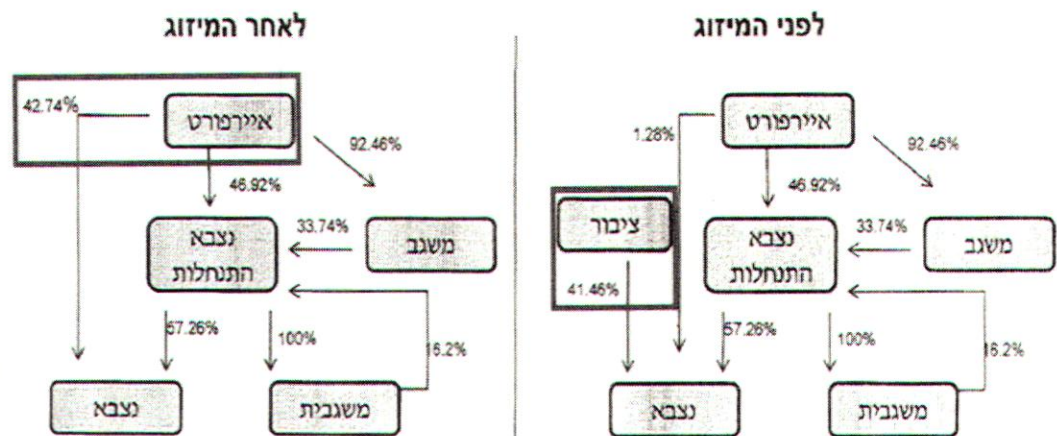 לפני המיזוג
איירפורט
1.28%
92.46%
46.92%
ציבור
נצבא
התנחלות
33.74%
משגב
41.46%
57.26%
100%
16.2%
נצבא
משגבית
לאחר המיזוג
42.74%
איירפורט
92.46%
46.92%
נצבא
התנחלות
33.74%
משגב
57.26%
100%
16.2%
נצבא
משגבית